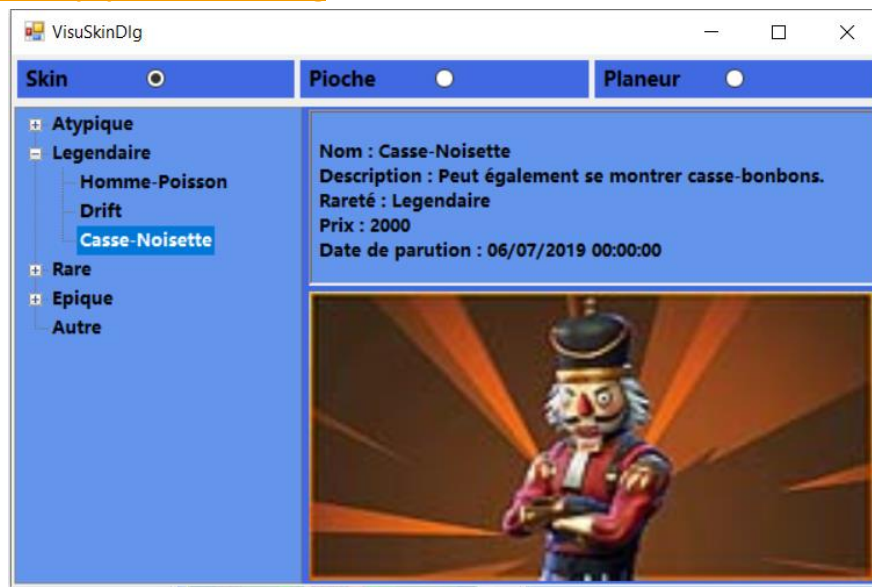 VisuSkinDlg
Skin
Pioche
Planeur
Atypique
Legendaire
Homme-Poisson
Drift
Casse-Noisette
Rare
Epique
Autre
Nom : Casse-Noisette
Description : Peut également se montrer casse-bonbons.
Rareté : Legendaire
Prix : 2000
Date de parution : 06/07/2019 00:00:00